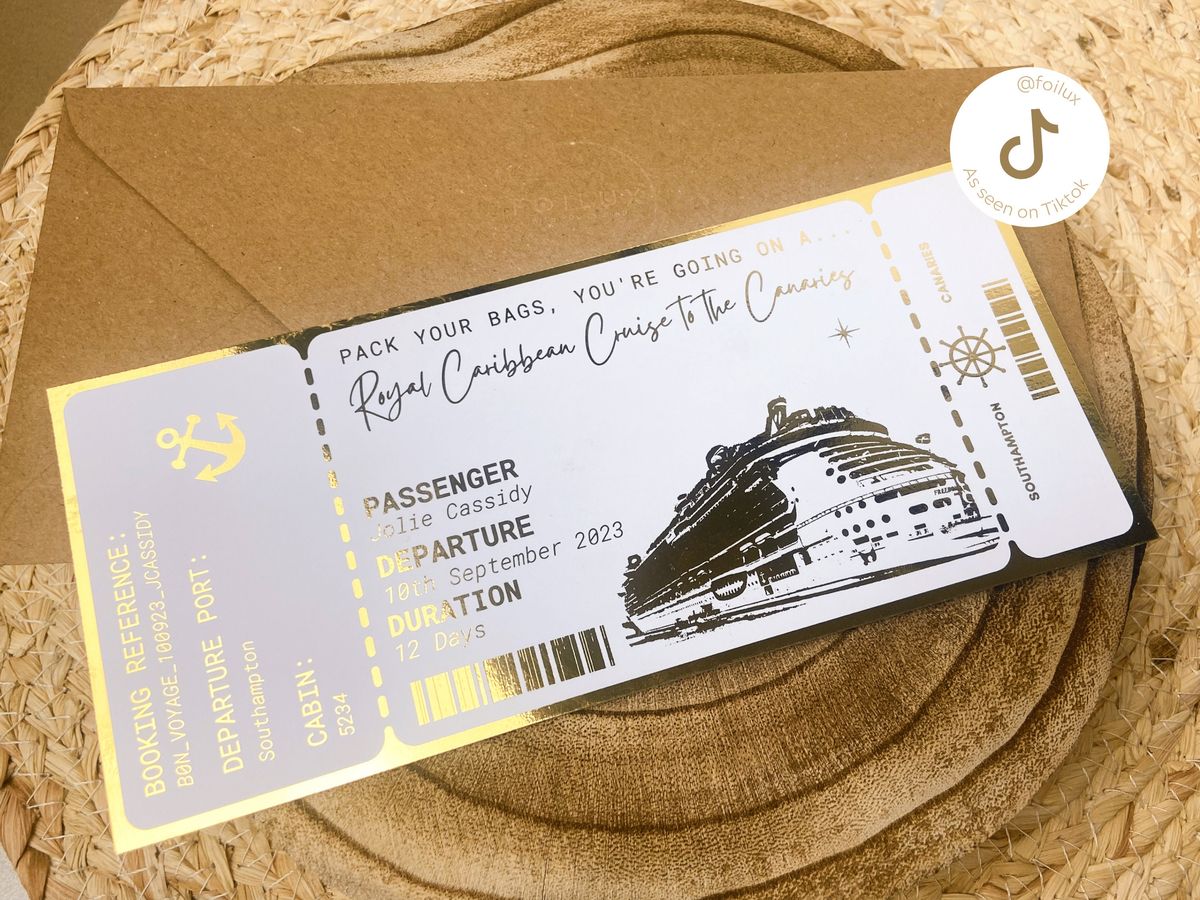 @foilux
As seen on Tiktok
FOILUX
PACK YOUR BAGS, YOU'RE GOING ON A...
Royal Caribbean Cruise to the Canaries
PASSENGER
Jolie Cassidy
DEPARTURE
10th September 2023
DURATION
12 Days
BOOKING REFERENCE:
BON_VOYAGE_100923_JCASSIDY
DEPARTURE PORT:
Southampton
CABIN:
5234
CANARIES
SOUTHAMPTON